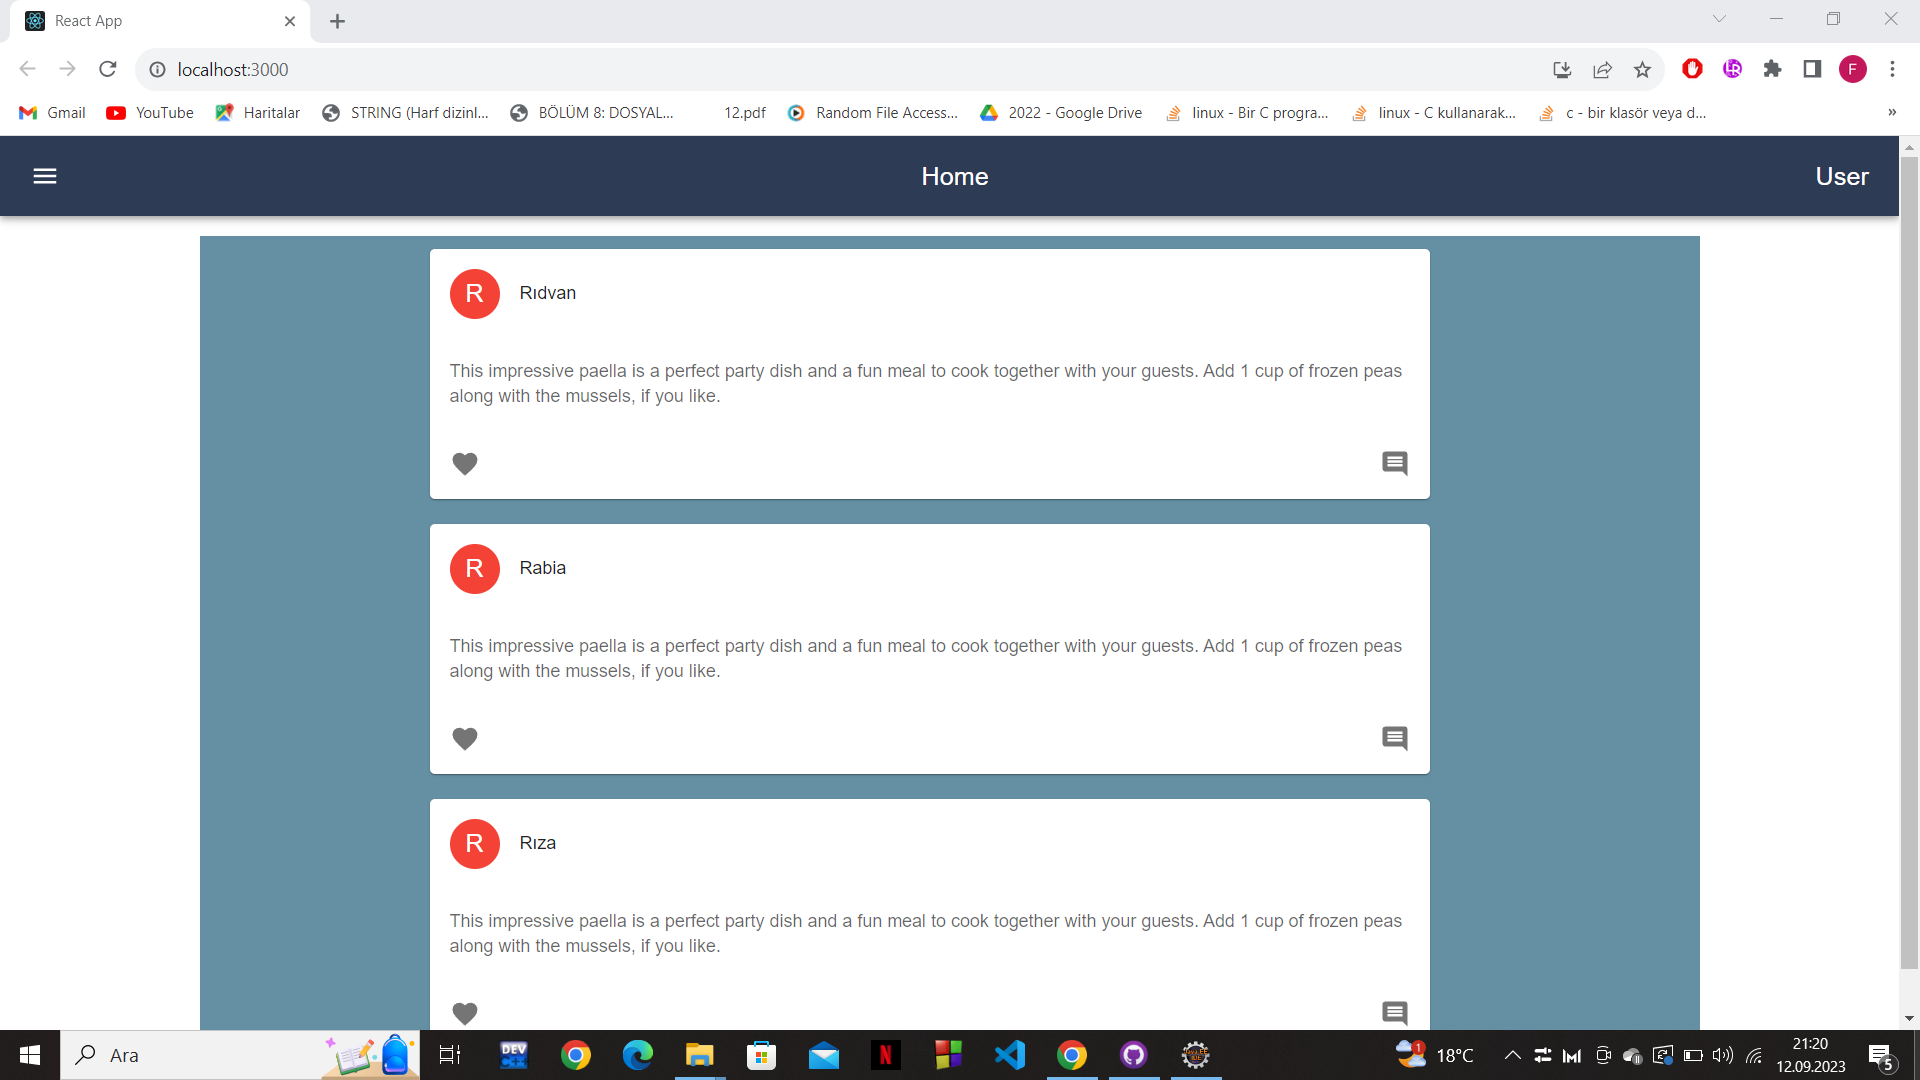 React App
localhost:3000
F
Gmail
YouTube
Haritalar
STRING (Harf dizinl...
BÖLÜM 8: DOSYAL...
12.pdf
Random File Access...
2022 - Google Drive
linux - Bir C progra...
linux - C kullanarak...
c - bir klasör veya d...
»
Home
User
R
Rıdvan
This impressive paella is a perfect party dish and a fun meal to cook together with your guests. Add 1 cup of frozen peas
along with the mussels, if you like.
R
Rabia
This impressive paella is a perfect party dish and a fun meal to cook together with your guests. Add 1 cup of frozen peas
along with the mussels, if you like.
R
Rıza
This impressive paella is a perfect party dish and a fun meal to cook together with your guests. Add 1 cup of frozen peas
along with the mussels, if you like.
Ara
DEV
N
1
18°C
21:20
12.09.2023
5